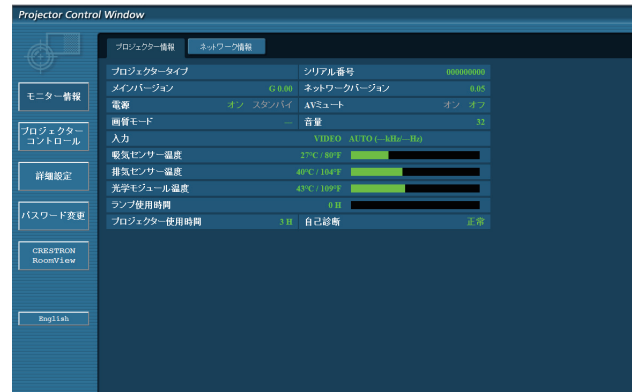 Projector Control Window
プロジェクター情報 ネットワーク情報
モニター情報
プロジェクターコントロール
詳細設定
パスワード変更
CRESTRON RoomView
English
プロジェクタータイプ シリアル番号 000000000
メインバージョン G 0.00 ネットワークバージョン 0.05
電源 オン スタンバイ AVミュート オン オフ
画質モード — 音量 32
入力 VIDEO AUTO (—kHz/—Hz)
吸気センサー温度 27°C / 80°F
排気センサー温度 40°C / 104°F
光学モジュール温度 43°C / 109°F
ランプ使用時間 0 H
プロジェクター使用時間 3 H 自己診断 正常